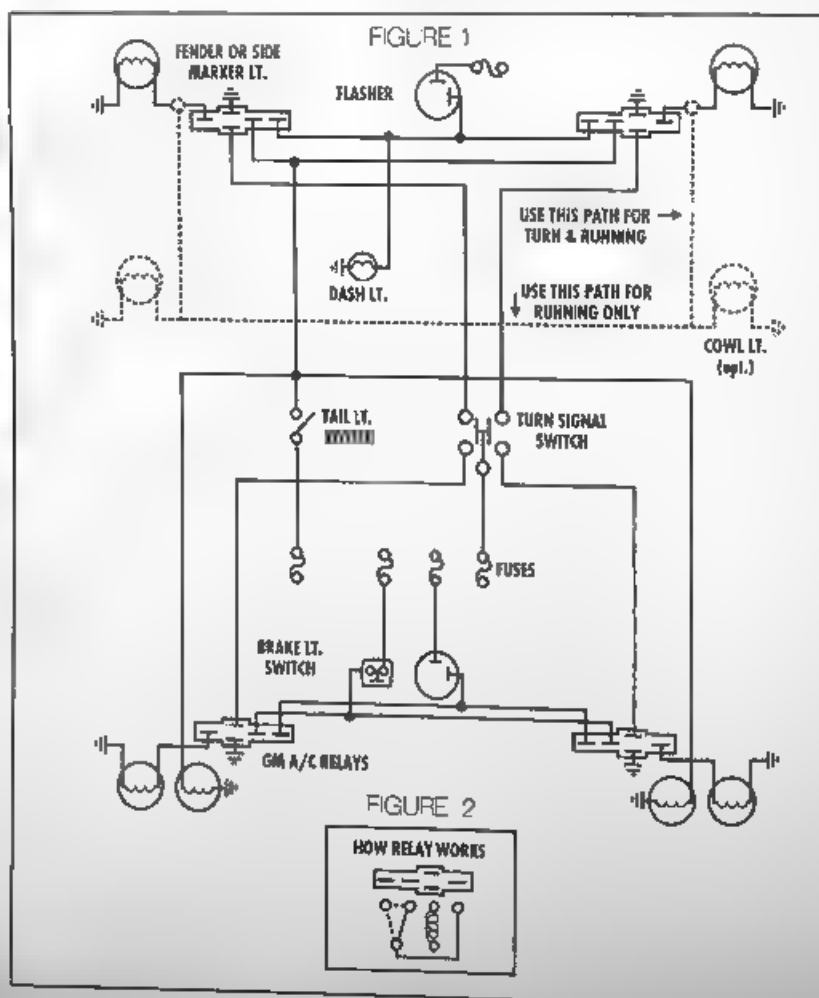 FIGURE 1
FENDER OR SIDE
MARKER LT.
FLASHER
USE THIS PATH FOR
TURN & RUNNING
DASH LT.
USE THIS PATH FOR
RUNNING ONLY
COWL LT.
(opt.)
TAIL LT.
TURN SIGNAL
SWITCH
FUSES
BRAKE LT.
SWITCH
GM A/C RELAYS
FIGURE 2
HOW RELAY WORKS